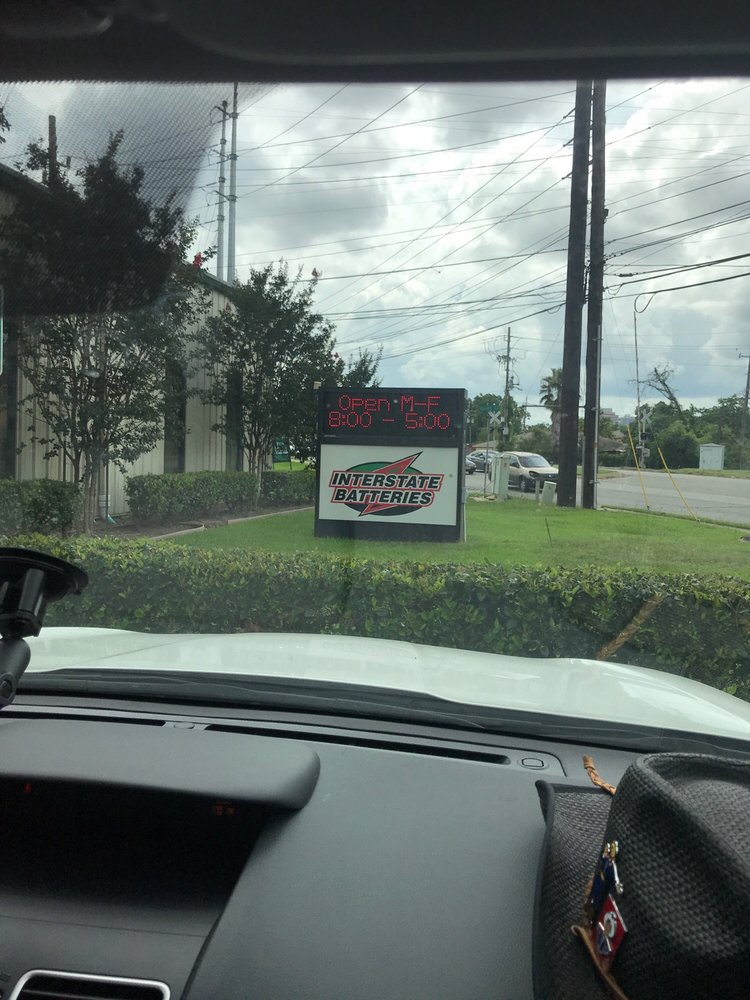 Open M-F
8:00 - 5:00
INTERSTATE
BATTERIES